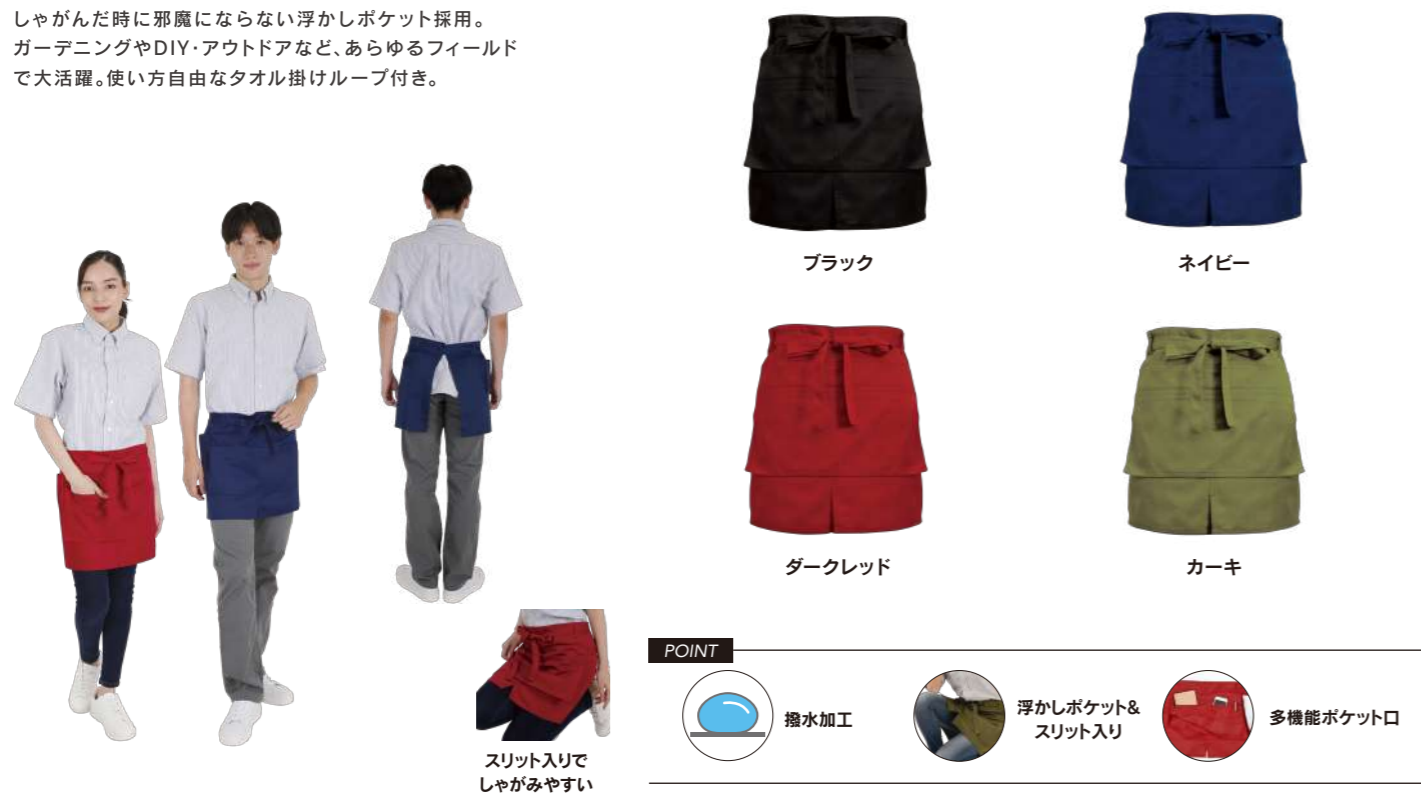 しゃがんだ時に邪魔にならない浮かしポケット採用。
ガーデニングやDIY・アウトドアなど、あらゆるフィールド
で大活躍。使い方自由なタオル掛けループ付き。
ブラック
ネイビー
ダークレッド
カーキ
スリット入りで
しゃがみやすい
POINT
撥水加工
浮かしポケット&
スリット入り
多機能ポケット口